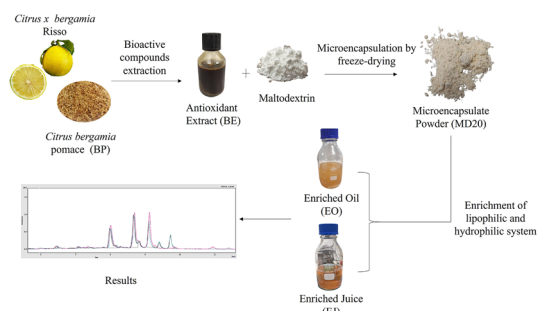 Citrus x bergamia
Risso
Bioactive
compounds
extraction
Microencapsulation by
freeze-drying
+
Maltodextrin
Antioxidant
Extract (BE)
Microencapsulate
Powder (MD20)
Citrus bergamia
pomace (BP)
Enriched Oil
(EO)
Enrichment of
lipophilic and
hydrophilic system
Results
Enriched Juice
(EJ)